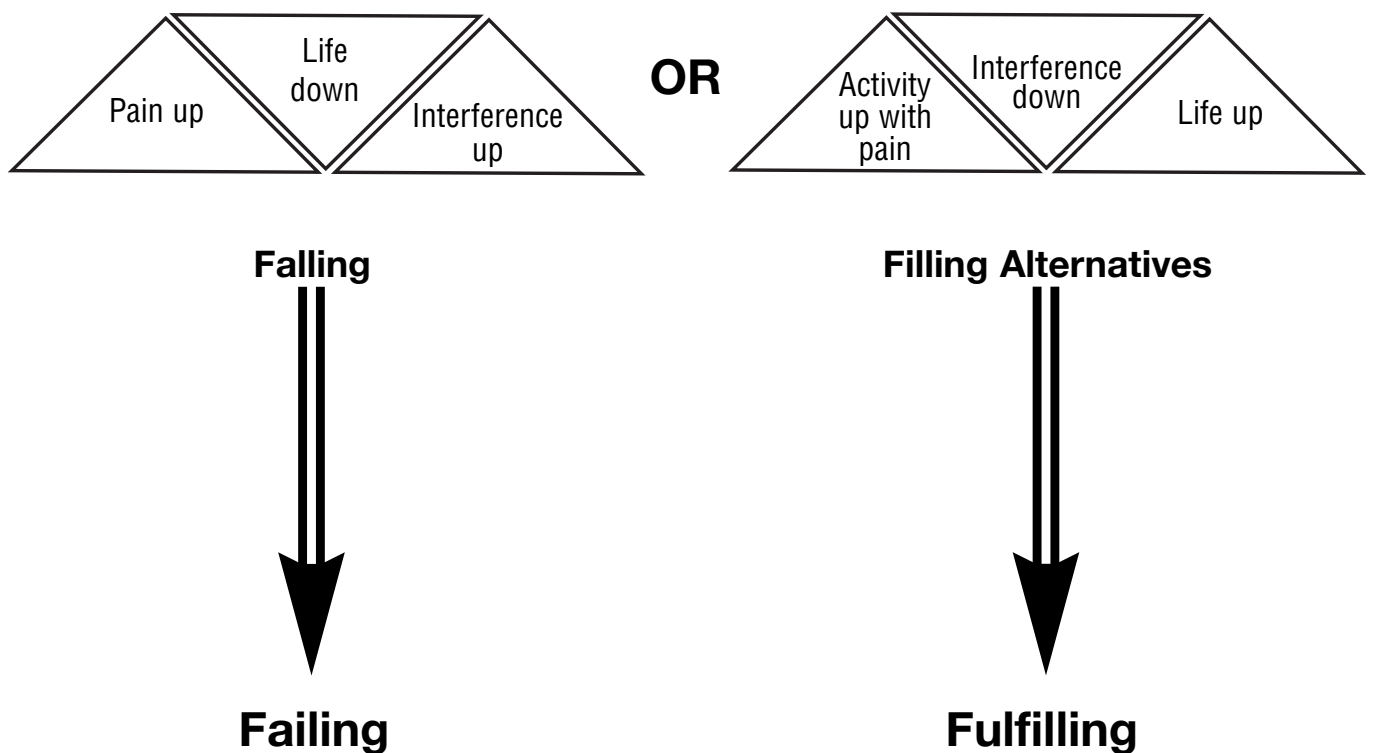 Pain up
Life
down
Interference
up
OR
Activity
up with
pain
Interference
down
Life up
Falling
Filling Alternatives
Failing
Fulfilling